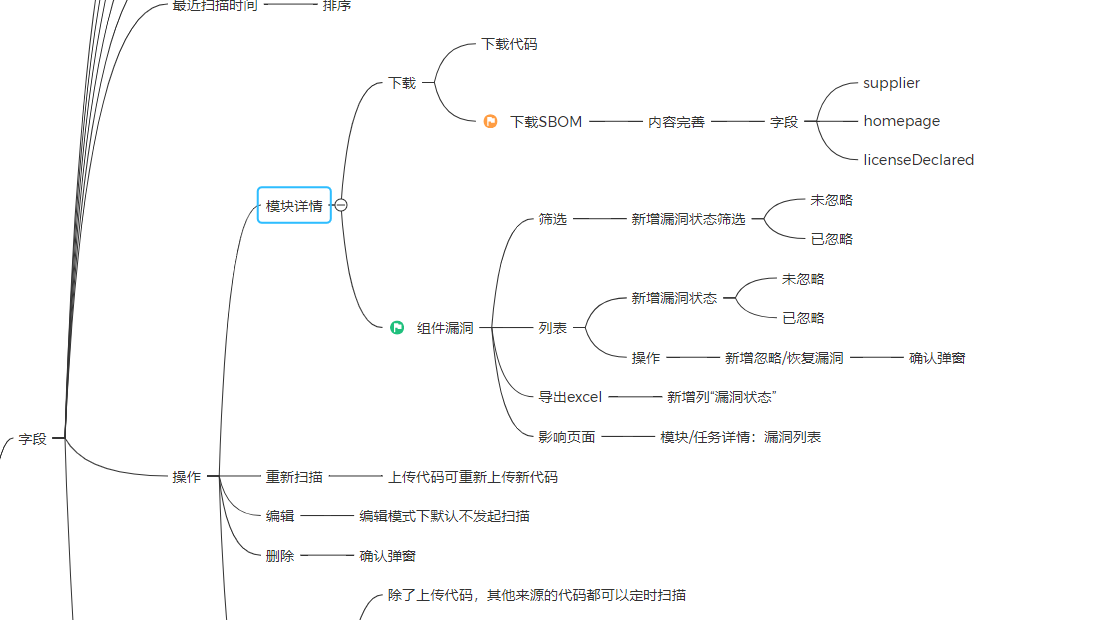 最近扫描时间
排序
下载代码
下载
supplier
下载SBOM
内容完善
字段
homepage
licenseDeclared
模块详情
未忽略
筛选
新增漏洞状态筛选
已忽略
未忽略
新增漏洞状态
已忽略
组件漏洞
列表
操作
新增忽略/恢复漏洞
确认弹窗
导出excel
新增列“漏洞状态”
影响页面
模块/任务详情：漏洞列表
字段
操作
重新扫描
上传代码可重新上传新代码
编辑
编辑模式下默认不发起扫描
删除
确认弹窗
除了上传代码，其他来源的代码都可以定时扫描